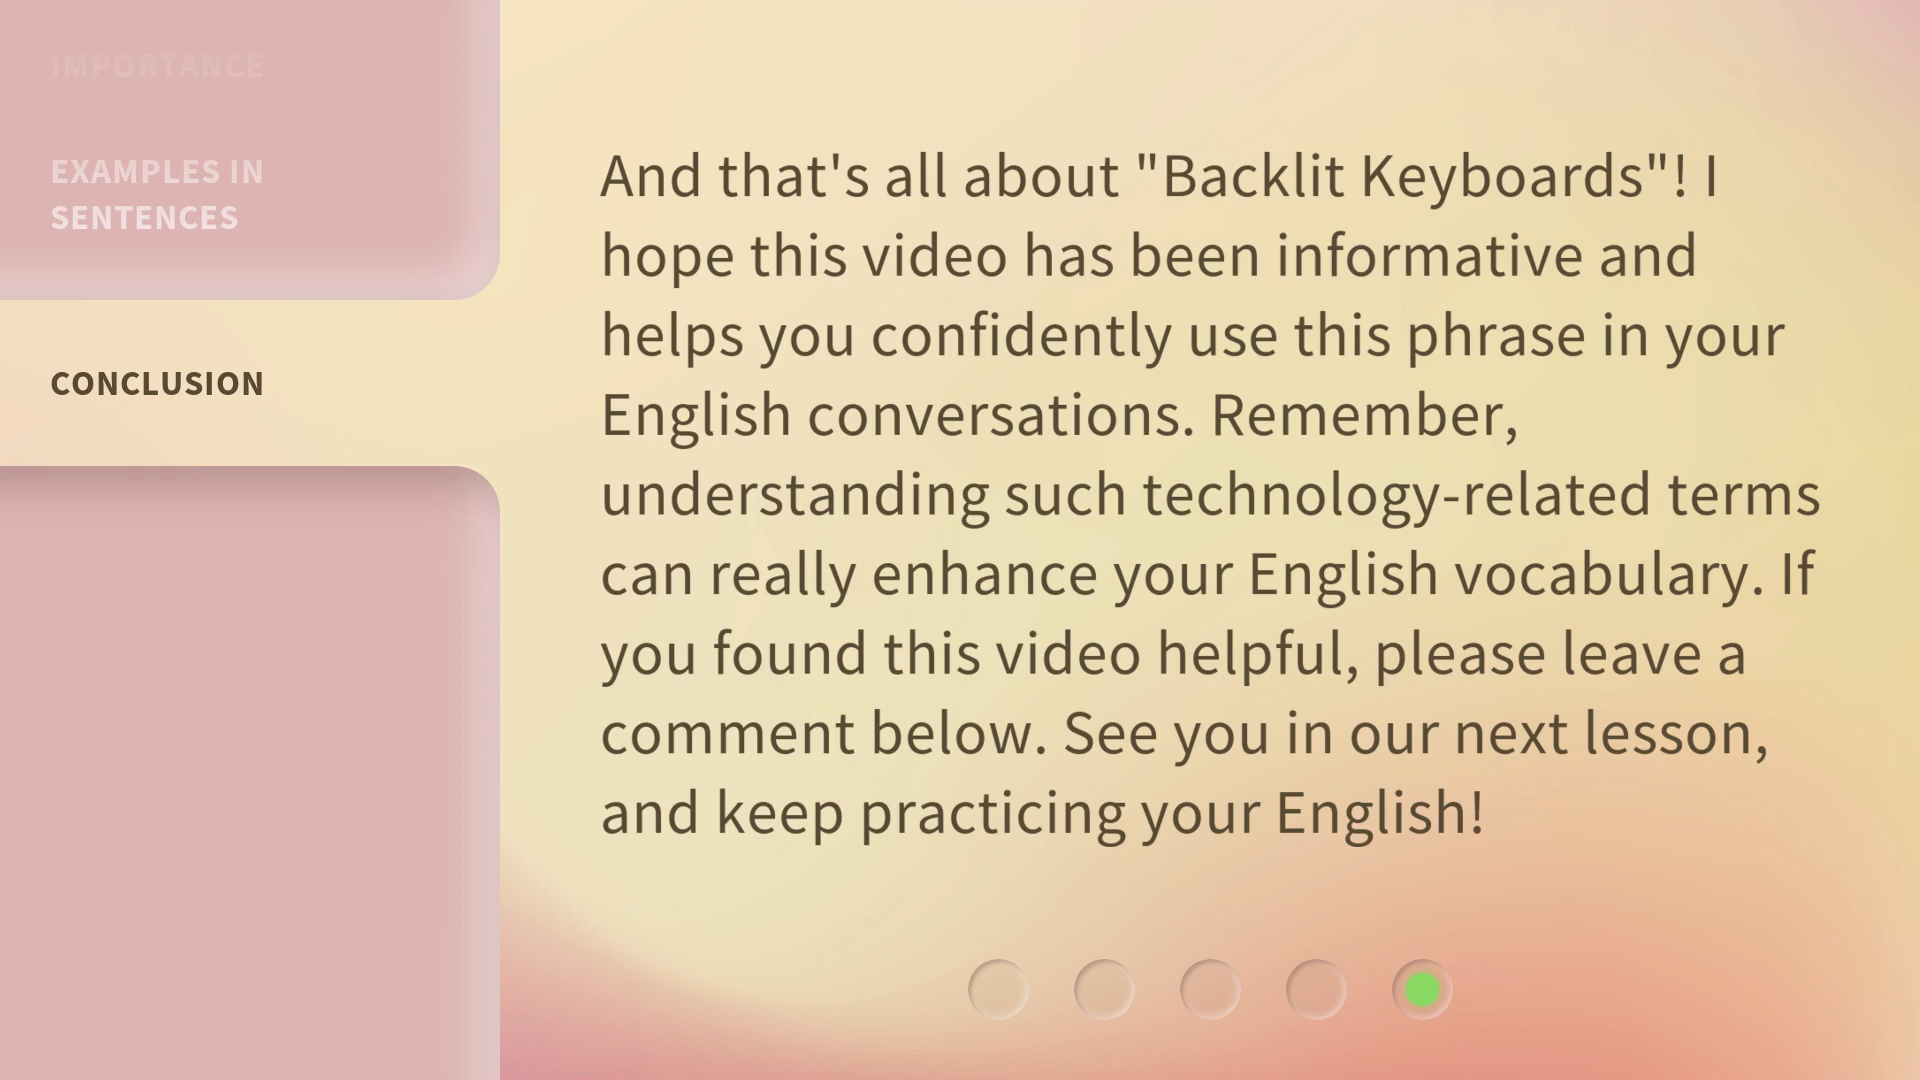 IMPORTANCE
EXAMPLES IN
SENTENCES
CONCLUSION
And that's all about "Backlit Keyboards"! I
hope this video has been informative and
helps you confidently use this phrase in your
English conversations. Remember,
understanding such technology-related terms
can really enhance your English vocabulary. If
you found this video helpful, please leave a
comment below. See you in our next lesson,
and keep practicing your English!